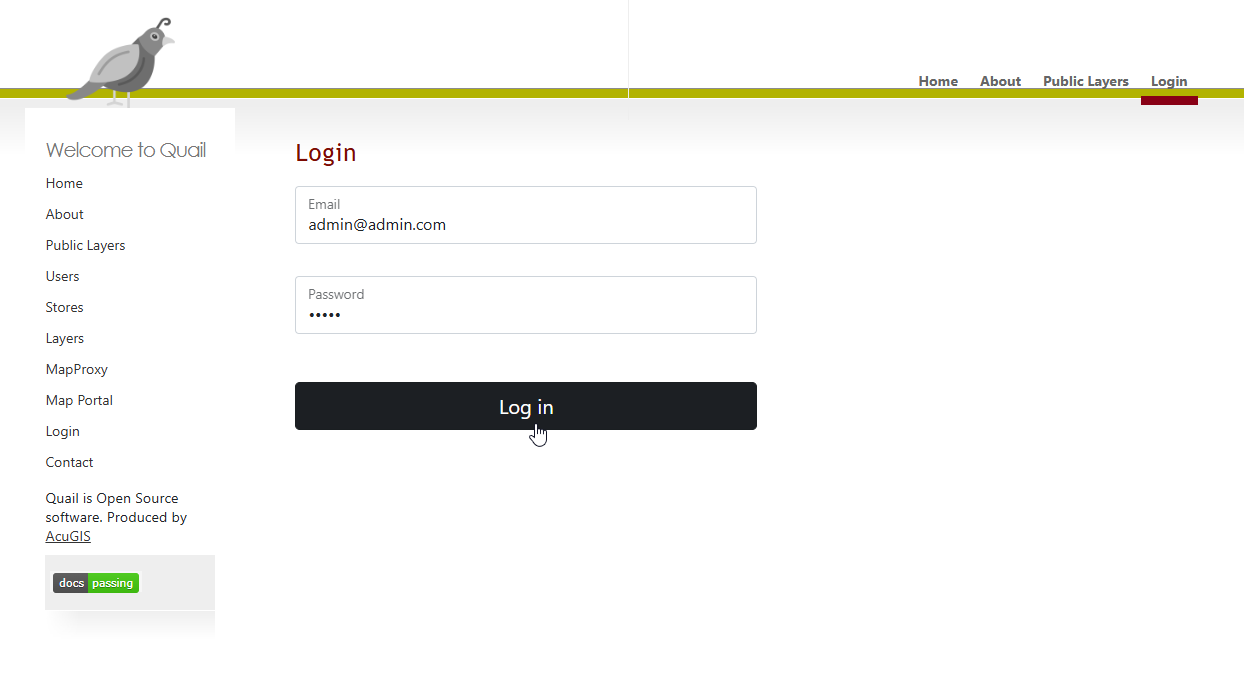 Home About Public Layers Login
Welcome to Quail
Home
About
Public Layers
Users
Stores
Layers
MapProxy
Map Portal
Login
Contact
Quail is Open Source
software. Produced by
AcuGIS
docs passing
Login
Email
admin@admin.com
Password
•••••
Log in